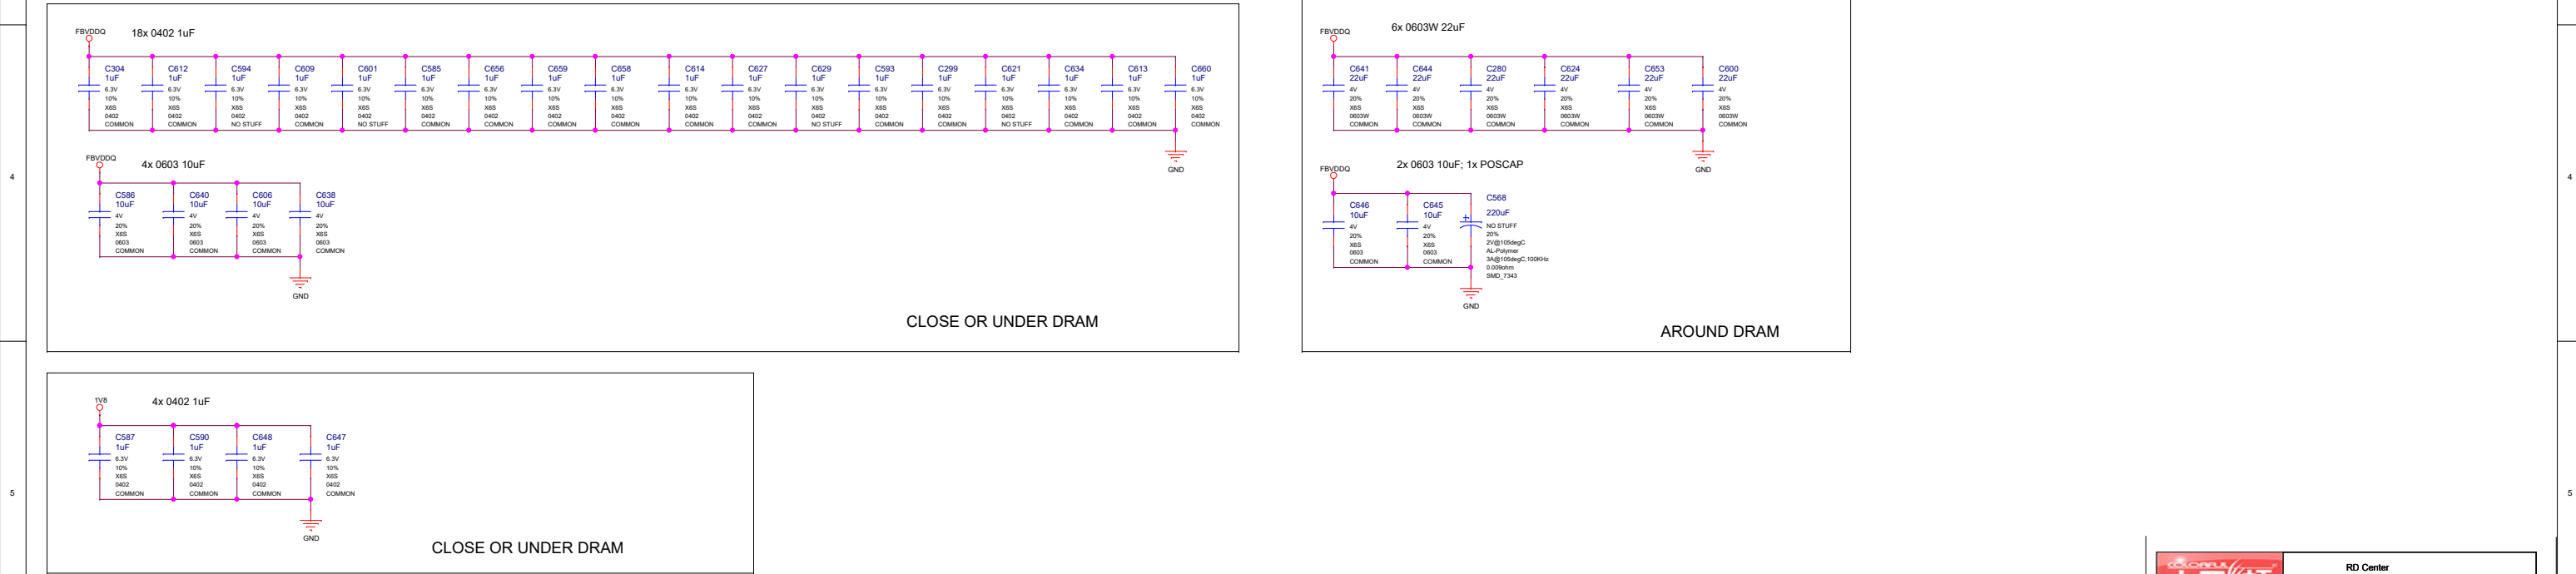 FBVDDQ 18x 0402 1uF
C304 C612 C594 C609 C601 C585 C656 C659 C658 C614 C627 C629 C593 C299 C621 C634 C613 C660
1uF 1uF 1uF 1uF 1uF 1uF 1uF 1uF 1uF 1uF 1uF 1uF 1uF 1uF 1uF 1uF 1uF 1uF
6.3V 6.3V 6.3V 6.3V 6.3V 6.3V 6.3V 6.3V 6.3V 6.3V 6.3V 6.3V 6.3V 6.3V 6.3V 6.3V 6.3V 6.3V
10% 10% 10% 10% 10% 10% 10% 10% 10% 10% 10% 10% 10% 10% 10% 10% 10% 10%
X6S X6S X6S X6S X6S X6S X6S X6S X6S X6S X6S X6S X6S X6S X6S X6S X6S X6S
0402 0402 0402 0402 0402 0402 0402 0402 0402 0402 0402 0402 0402 0402 0402 0402 0402 0402
COMMON COMMON NO STUFF COMMON NO STUFF COMMON COMMON COMMON COMMON COMMON COMMON NO STUFF COMMON COMMON NO STUFF COMMON COMMON COMMON
GND
FBVDDQ 4x 0603 10uF
C586 C640 C606 C638
10uF 10uF 10uF 10uF
4V 4V 4V 4V
20% 20% 20% 20%
X6S X6S X6S X6S
0603 0603 0603 0603
COMMON COMMON COMMON COMMON
GND
CLOSE OR UNDER DRAM
FBVDDQ 6x 0603W 22uF
C641 C644 C280 C624 C653 C600
22uF 22uF 22uF 22uF 22uF 22uF
4V 4V 4V 4V 4V 4V
20% 20% 20% 20% 20% 20%
X6S X6S X6S X6S X6S X6S
0603W 0603W 0603W 0603W 0603W 0603W
COMMON COMMON COMMON COMMON COMMON COMMON
GND
FBVDDQ 2x 0603 10uF; 1x POSCAP
C646 C645 C568
10uF 10uF 220uF
4V 4V NO STUFF
20% 20% 20%
X6S X6S 2V@105degC
0603 0603 AL-Polymer
COMMON COMMON 3A@105degC,100KHz
0.009ohm
SMD_7343
GND
AROUND DRAM
4 4
1V8 4x 0402 1uF
C587 C590 C648 C647
1uF 1uF 1uF 1uF
6.3V 6.3V 6.3V 6.3V
10% 10% 10% 10%
X6S X6S X6S X6S
0402 0402 0402 0402
COMMON COMMON COMMON COMMON
GND
CLOSE OR UNDER DRAM
5 5
COLORFUL
RD Center